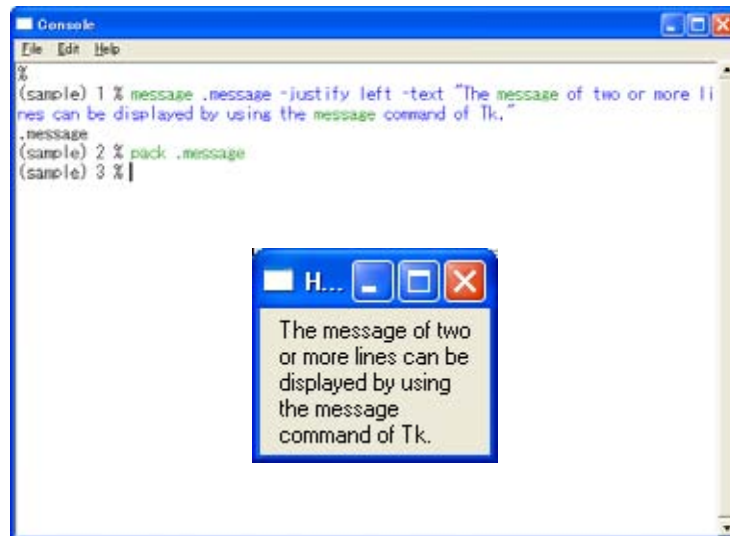 Console
File Edit Help
%
(sample) 1 % message .message -justify left -text "The message of two or more li
nes can be displayed by using the message command of Tk."
.message
(sample) 2 % pack .message
(sample) 3 %
H...
The message of two
or more lines can be
displayed by using
the message
command of Tk.